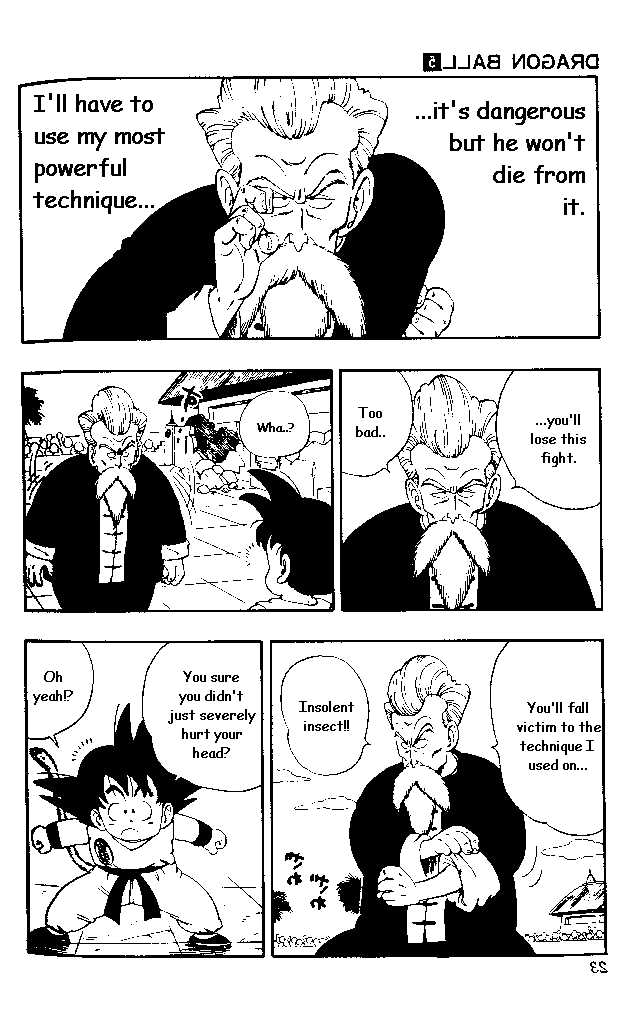 DRAGON BALL 5
I'll have to
use my most
powerful
technique...
...it's dangerous
but he won't
die from
it.
Wha..?
Too
bad..
...you'll
lose this
fight.
Oh
yeah!?
You sure
you didn't
just severely
hurt your
head?
Insolent
insect!!
You'll fall
victim to the
technique I
used on...
23